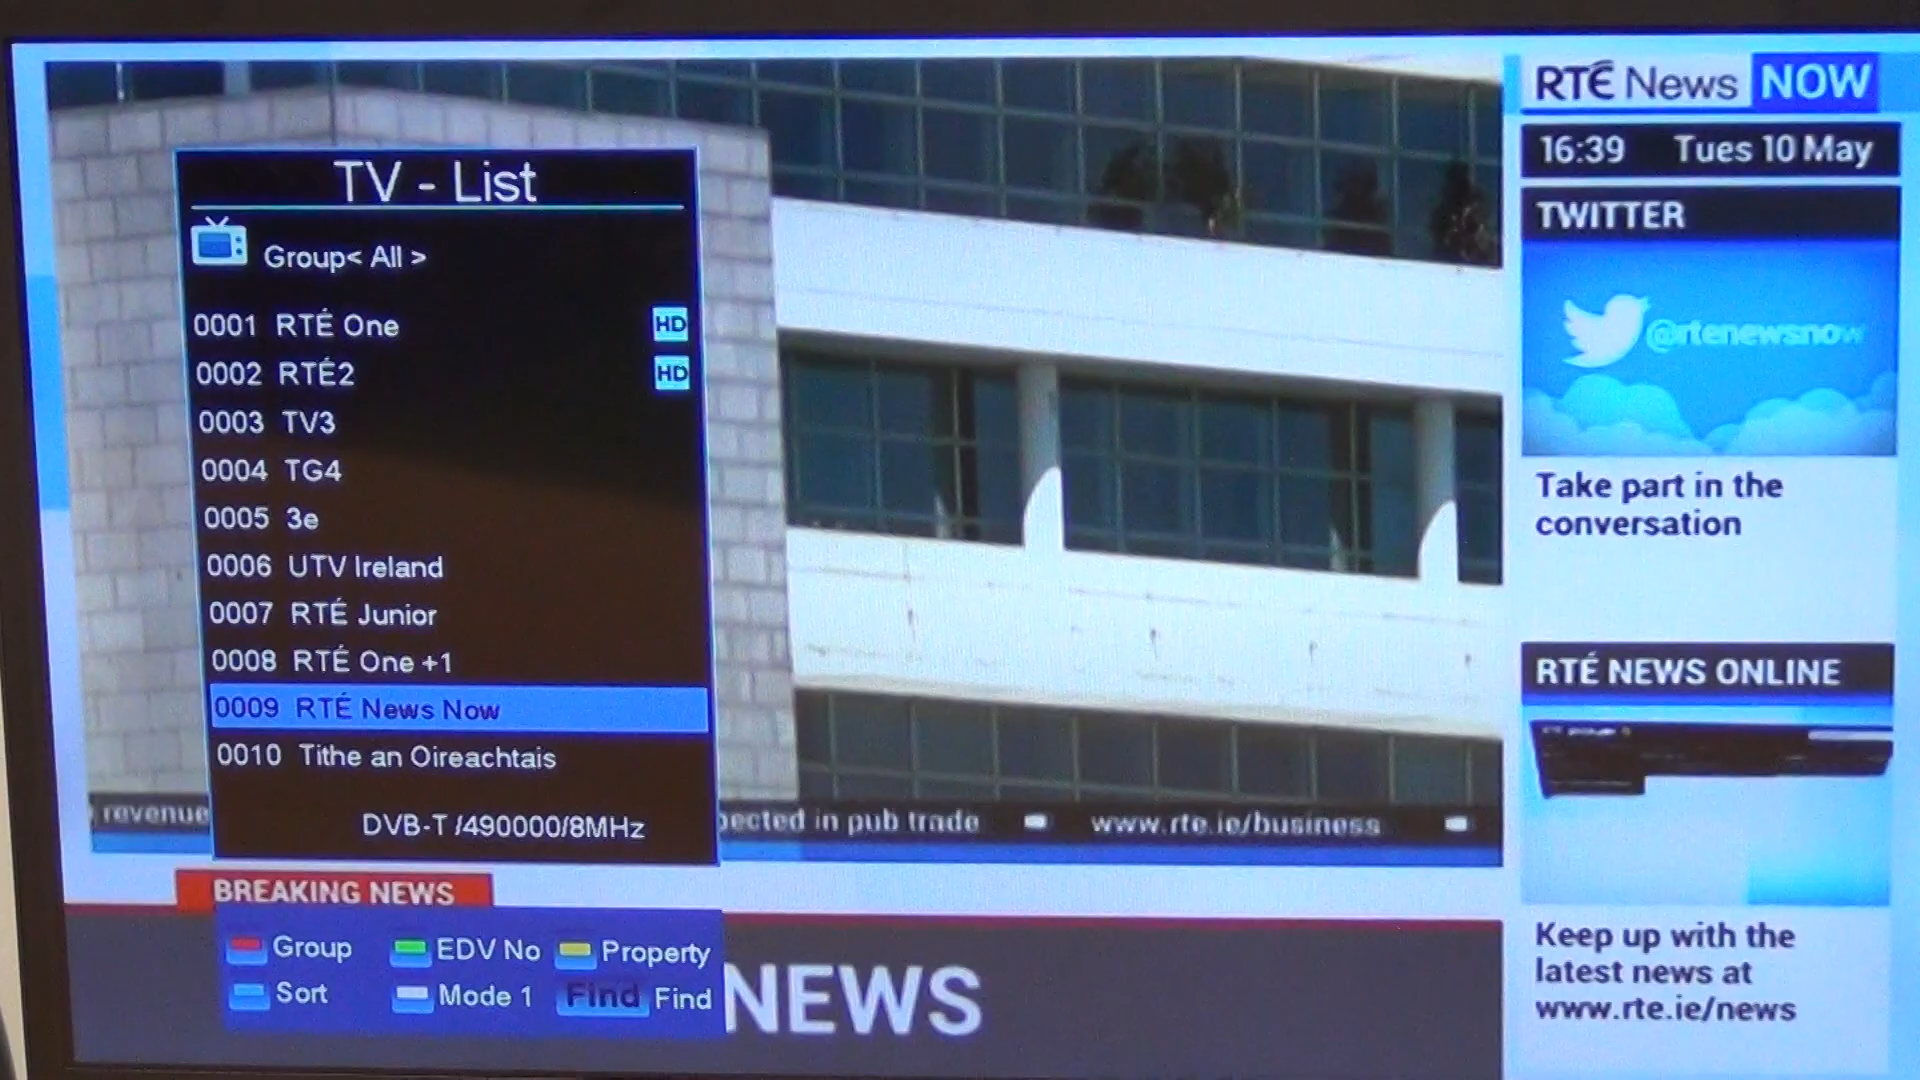 TV - List
Group< All >
0001 RTÉ One HD
0002 RTÉ2 HD
0003 TV3
0004 TG4
0005 3e
0006 UTV Ireland
0007 RTÉ Junior
0008 RTÉ One +1
0009 RTÉ News Now
0010 Tithe an Oireachtais
DVB-T /490000/8MHz
revenue
pected in pub trade www.rte.ie/business
BREAKING NEWS
Group EDV No Property
Sort Mode 1 Find Find
NEWS
RTÉ News NOW
16:39 Tues 10 May
TWITTER
@rtenewsnow
Take part in the
conversation
RTÉ NEWS ONLINE
Keep up with the
latest news at
www.rte.ie/news